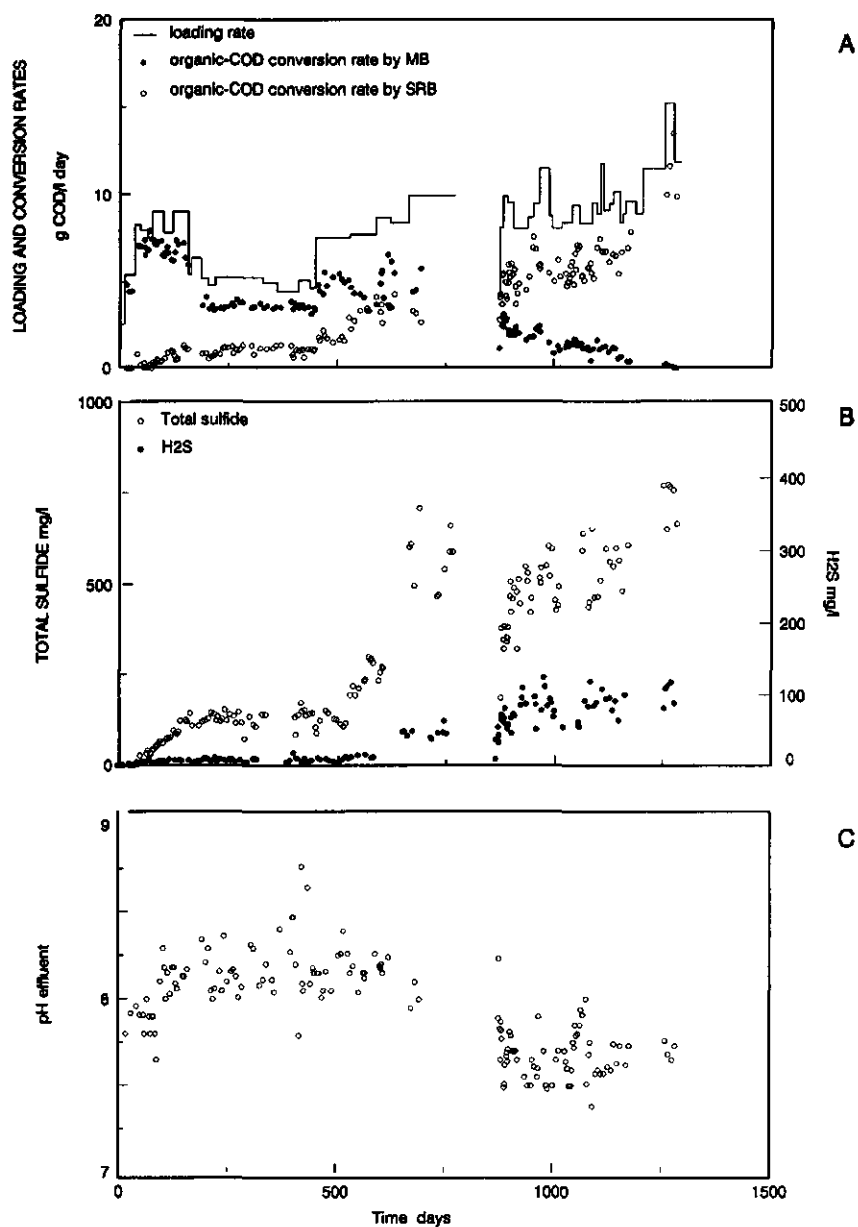 A
LOADING AND CONVERSION RATES
g COD/l day
20
10
0
loading rate
organic-COD conversion rate by MB
organic-COD conversion rate by SRB
B
TOTAL SULFIDE mg/l
1000
500
0
Total sulfide
H2S
500
400
300
200
100
0
H2S mg/l
C
pH effluent
9
8
7
0
500
1000
1500
Time days